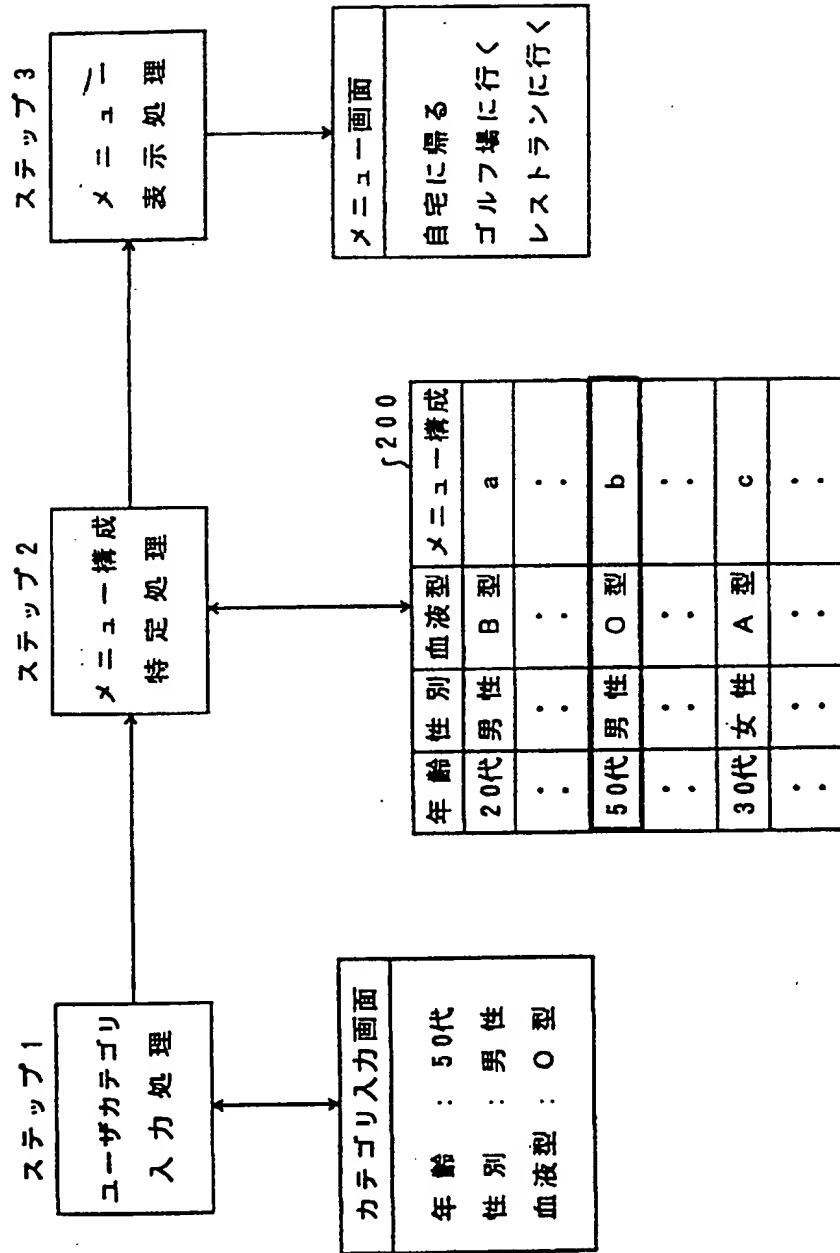 ステップ1
ユーザカテゴリ
入力処理
カテゴリ入力画面
年齢 : 50代
性別 : 男性
血液型 : O型
ステップ2
メニュー構成
特定処理
200
年齢 性別 血液型 メニュー構成
20代 男性 B型 a
: : : :
50代 男性 O型 b
: : : :
30代 女性 A型 c
: : : :
ステップ3
メニュー
表示処理
メニュー画面
自宅に帰る
ゴルフ場に行く
レストランに行く